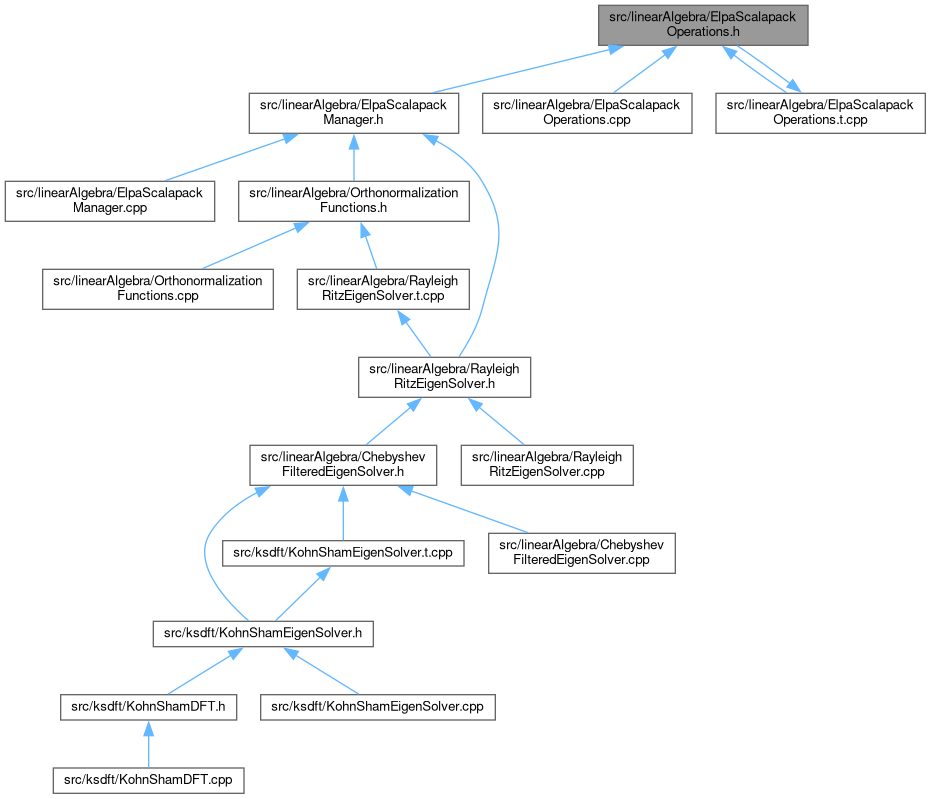 src/linearAlgebra/ElpaScalapack
Operations.h
src/linearAlgebra/ElpaScalapack
Manager.h
src/linearAlgebra/ElpaScalapack
Operations.cpp
src/linearAlgebra/ElpaScalapack
Operations.t.cpp
src/linearAlgebra/ElpaScalapack
Manager.cpp
src/linearAlgebra/Orthonormalization
Functions.h
src/linearAlgebra/Orthonormalization
Functions.cpp
src/linearAlgebra/Rayleigh
RitzEigenSolver.t.cpp
src/linearAlgebra/Rayleigh
RitzEigenSolver.h
src/linearAlgebra/Chebyshev
FilteredEigenSolver.h
src/linearAlgebra/Rayleigh
RitzEigenSolver.cpp
src/ksdft/KohnShamEigenSolver.t.cpp
src/linearAlgebra/Chebyshev
FilteredEigenSolver.cpp
src/ksdft/KohnShamEigenSolver.h
src/ksdft/KohnShamDFT.h
src/ksdft/KohnShamEigenSolver.cpp
src/ksdft/KohnShamDFT.cpp